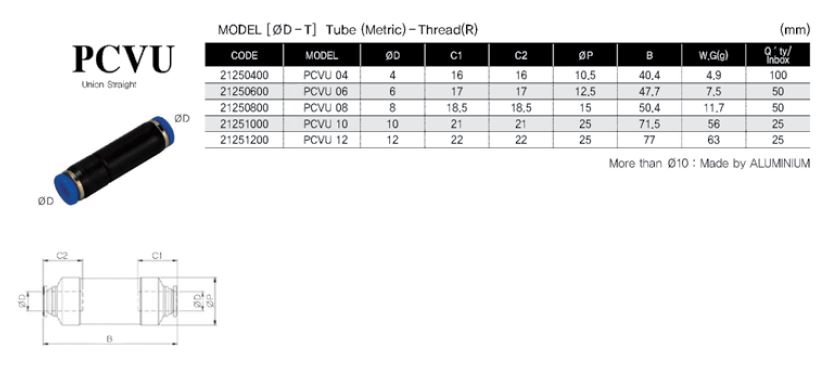 MODEL [ØD-T] Tube (Metric)-Thread(R) (mm)
PCVU
Union Straight
CODE MODEL ØD C1 C2 ØP B W,G(g) Q´ty/Inbox
21250400 PCVU 04 4 16 16 10,5 40,4 4,9 100
21250600 PCVU 06 6 17 17 12,5 47,7 7,5 50
21250800 PCVU 08 8 18,5 18,5 15 50,4 11,7 50
21251000 PCVU 10 10 21 21 25 71,5 56 25
21251200 PCVU 12 12 22 22 25 77 63 25
More than Ø10 : Made by ALUMINIUM
ØD
ØD
C2 C1
ØD ØD ØP
B